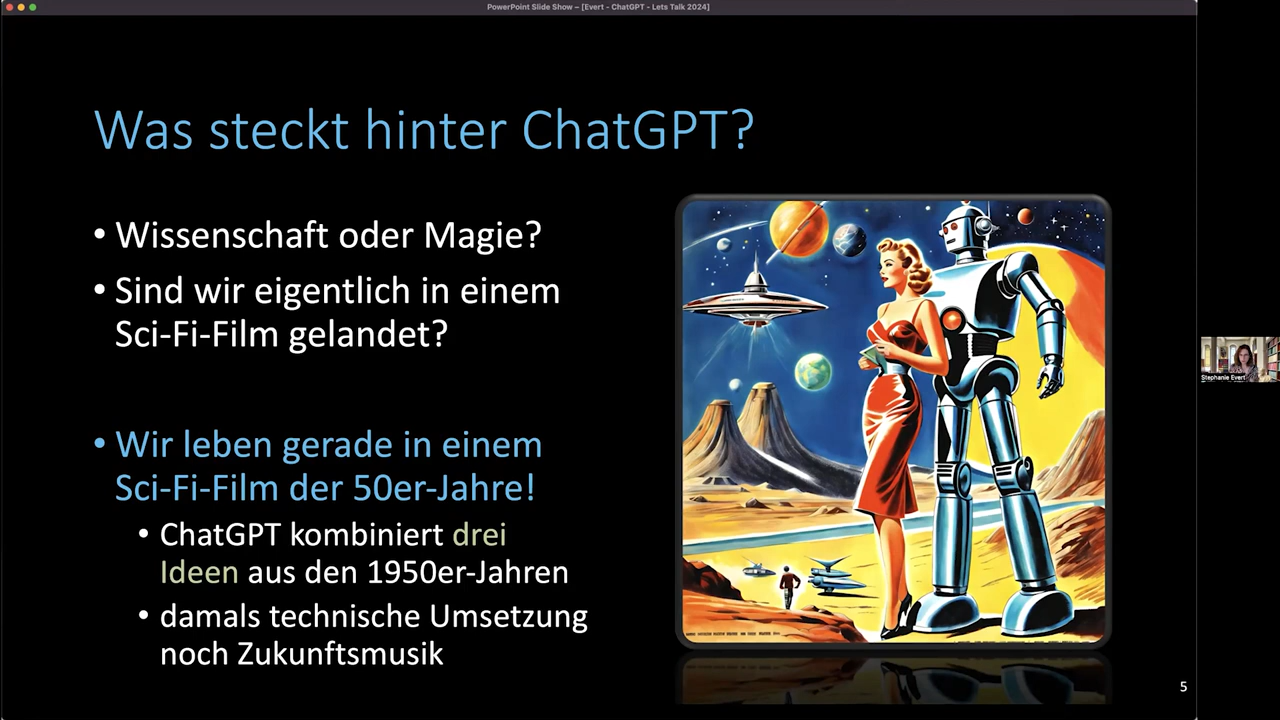 PowerPoint Slide Show – [Evert - ChatGPT - Lets Talk 2024]
Was steckt hinter ChatGPT?
• Wissenschaft oder Magie?
• Sind wir eigentlich in einem
Sci-Fi-Film gelandet?
• Wir leben gerade in einem
Sci-Fi-Film der 50er-Jahre!
• ChatGPT kombiniert drei
Ideen aus den 1950er-Jahren
• damals technische Umsetzung
noch Zukunftsmusik
Stephanie Evert
5